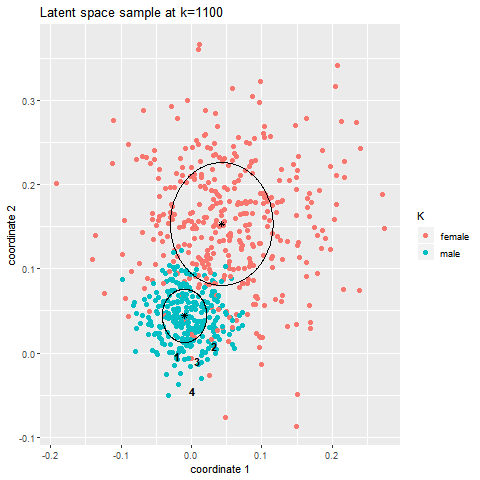 Latent space sample at k=1100
0.3
0.2
0.1
0.0
-0.1
coordinate 2
1
2
3
4
-0.2
-0.1
0.0
0.1
0.2
coordinate 1
K
female
male